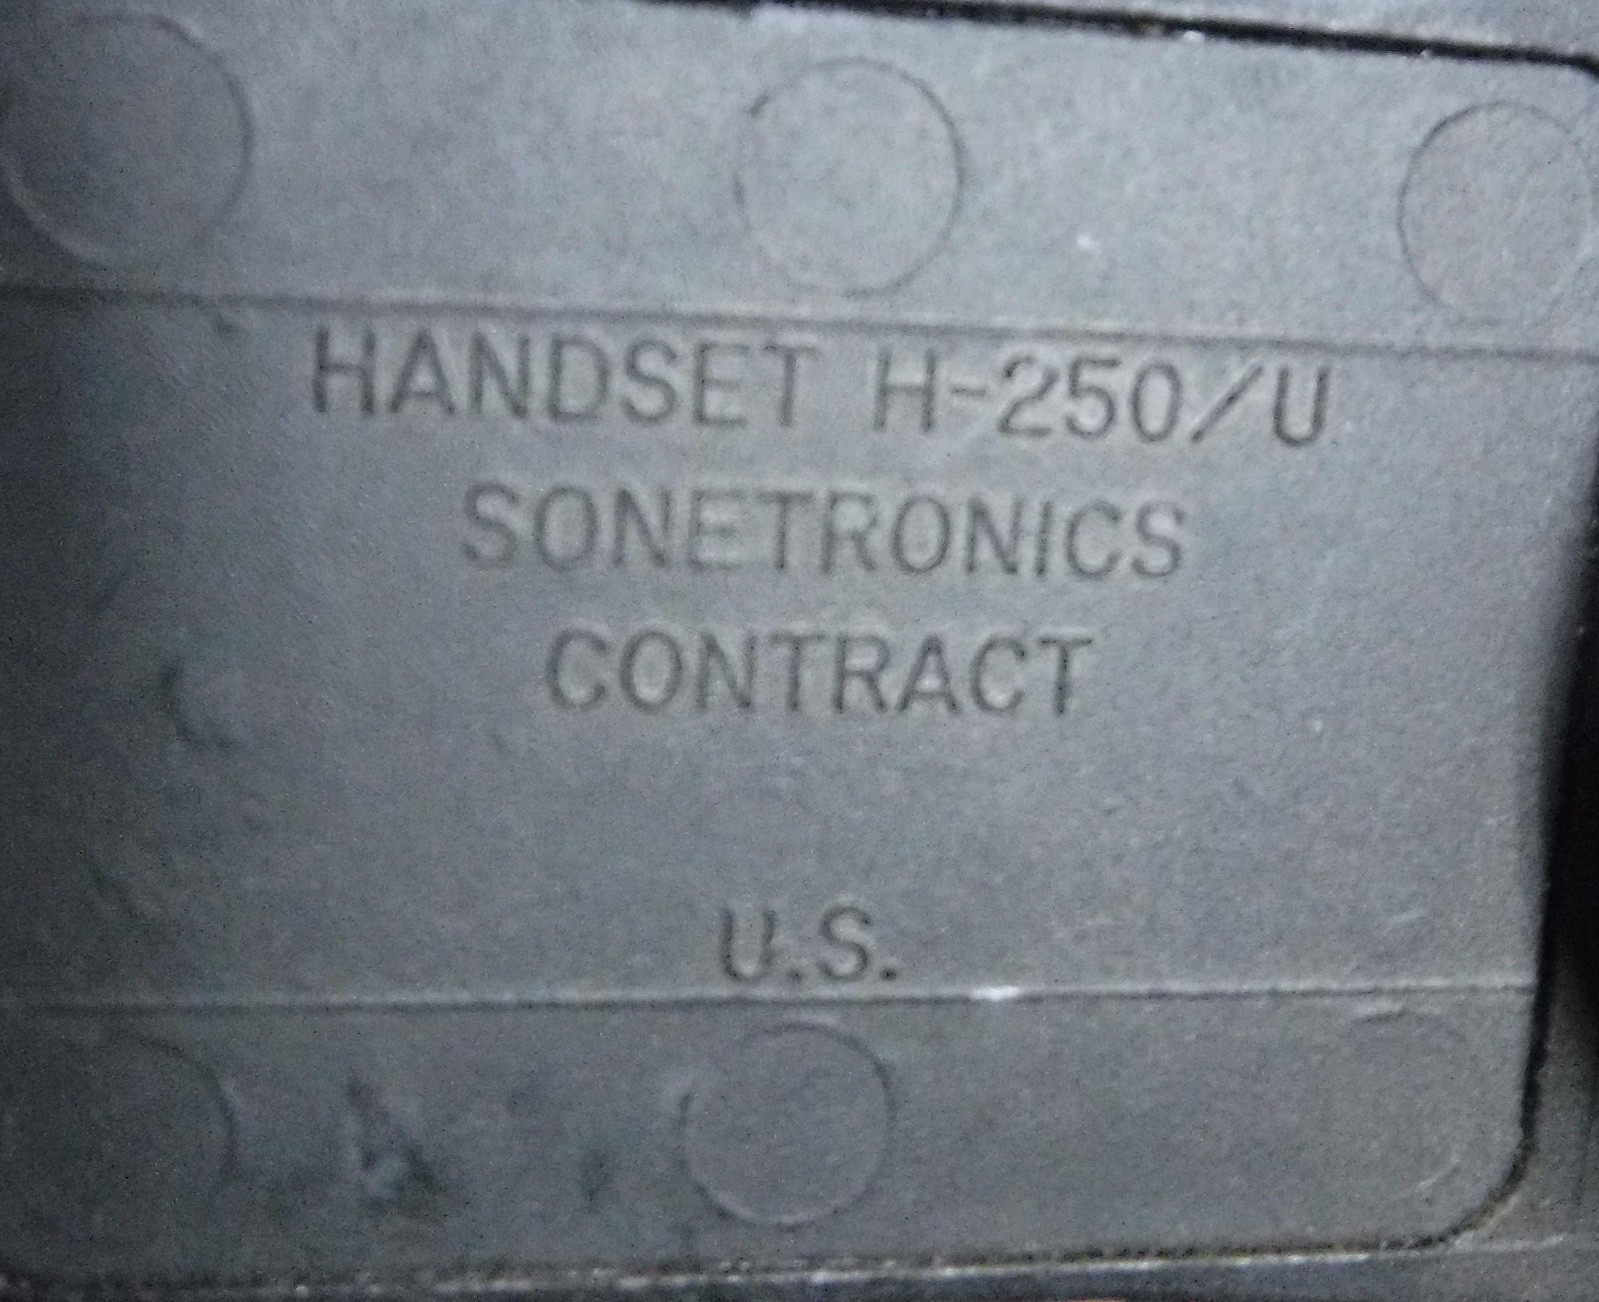 HANDSET H-250/U
SONETRONICS
CONTRACT
U.S.